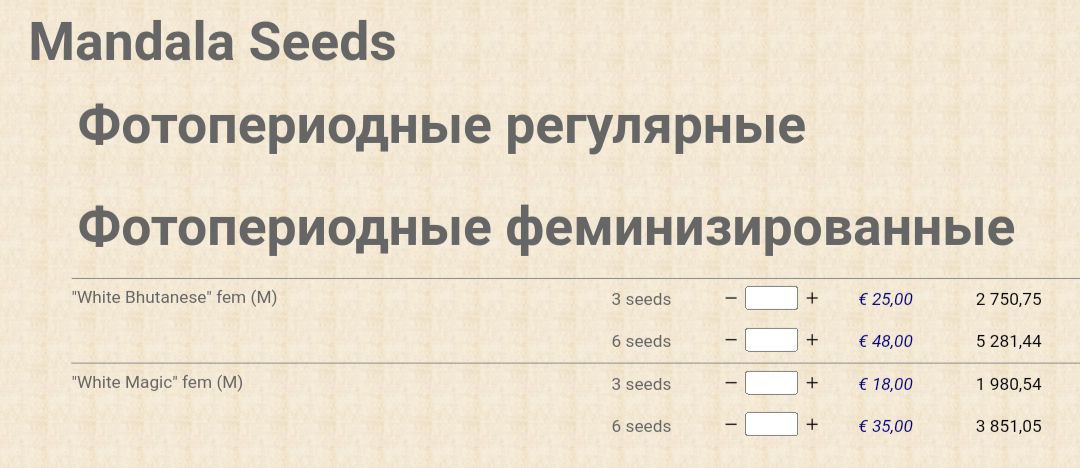 Mandala Seeds
Фотопериодные регулярные
Фотопериодные феминизированные
"White Bhutanese" fem (M) 3 seeds − + € 25,00 2 750,75
6 seeds − + € 48,00 5 281,44
"White Magic" fem (M) 3 seeds − + € 18,00 1 980,54
6 seeds − + € 35,00 3 851,05